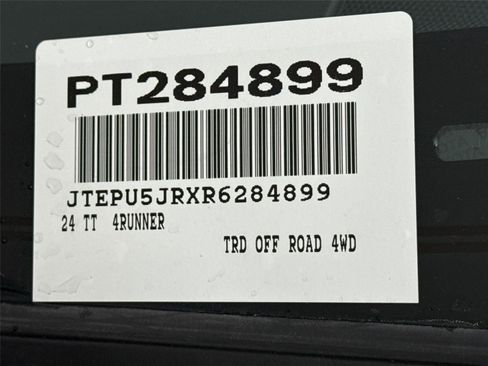 PT284899
JTEPU5JRXR6284899
24 TT 4RUNNER
TRD OFF ROAD 4WD